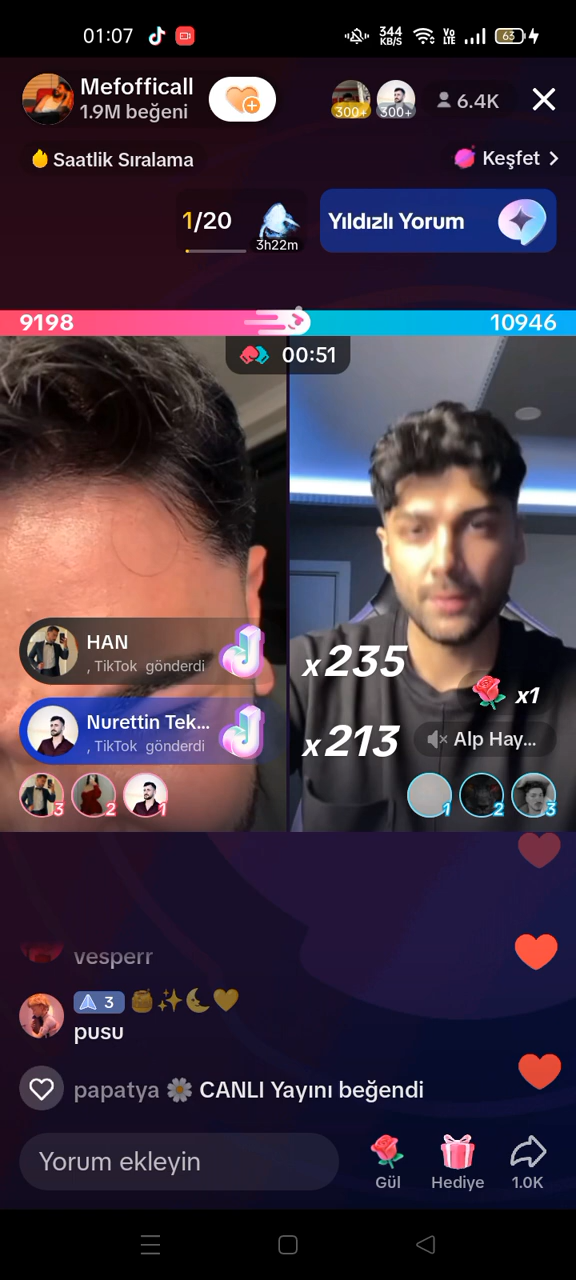 01:07
344
KB/S
Vo
LTE
63
Mefofficall
1.9M beğeni
300+
300+
6.4K
Saatlik Sıralama
Keşfet
1/20
3h22m
Yıldızlı Yorum
9198
10946
00:51
HAN
, TikTok gönderdi
x235
x1
Nurettin Tek...
, TikTok gönderdi
x213
Alp Hay...
3
2
1
1
2
3
vesperr
3
pusu
papatya 🌼 CANLI Yayını beğendi
Yorum ekleyin
Gül
Hediye
1.0K